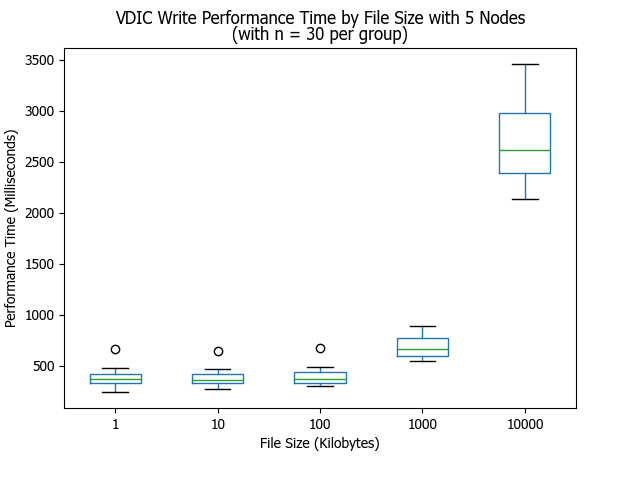 VDIC Write Performance Time by File Size with 5 Nodes
(with n = 30 per group)
Performance Time (Milliseconds)
3500
3000
2500
2000
1500
1000
500
1 10 100 1000 10000
File Size (Kilobytes)